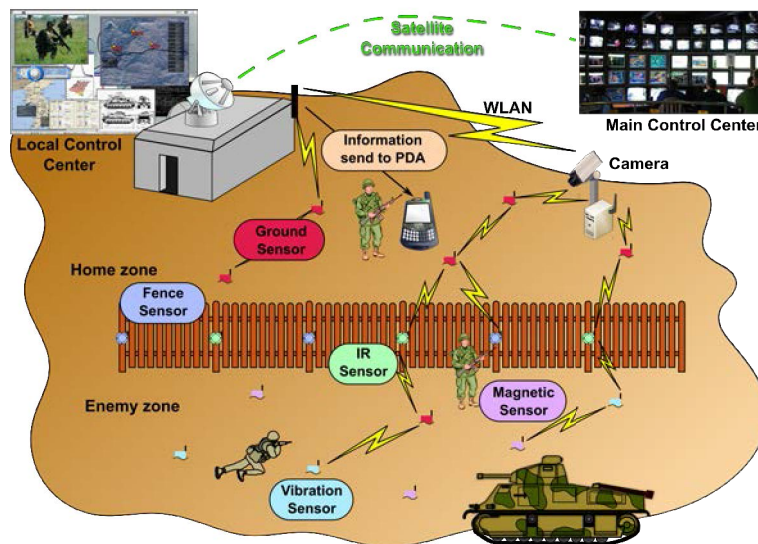 Satellite
Communication
WLAN
Main Control Center
Local Control
Center
Information
send to PDA
Camera
Ground
Sensor
Home zone
Fence
Sensor
IR
Sensor
Enemy zone
Magnetic
Sensor
Vibration
Sensor